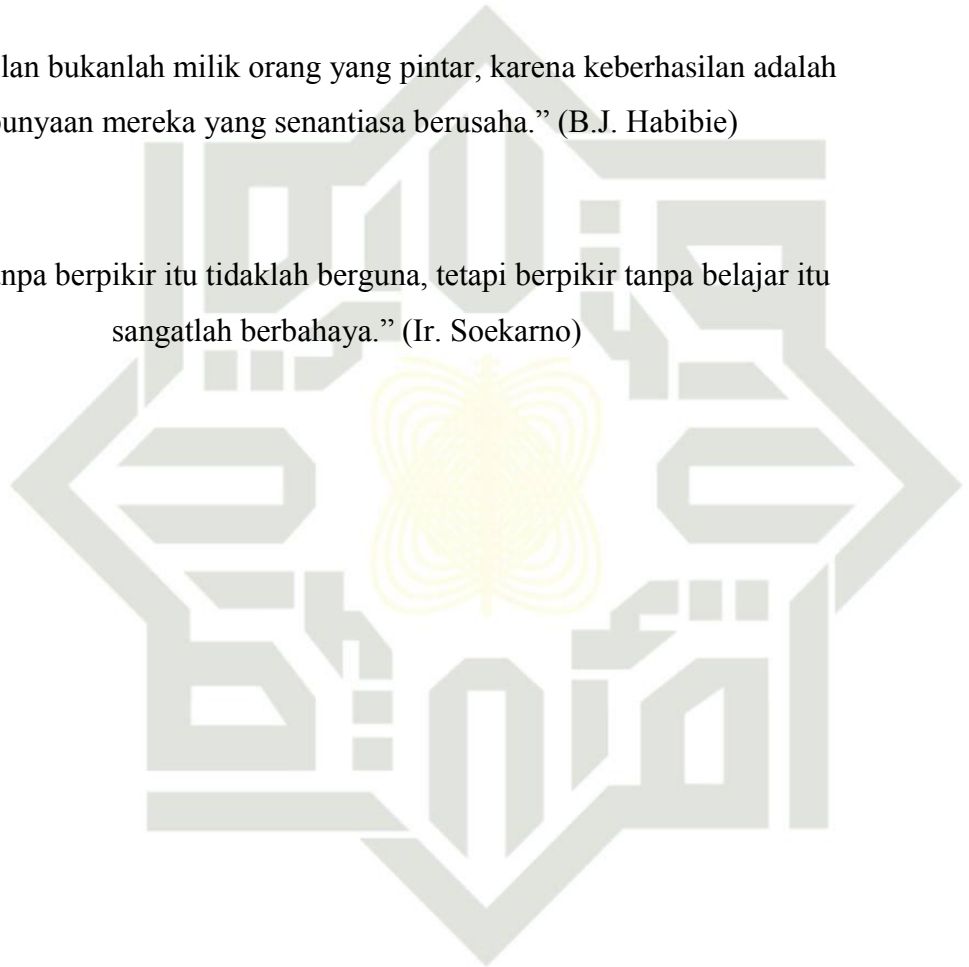 lan bukanlah milik orang yang pintar, karena keberhasilan adalah
punyaan mereka yang senantiasa berusaha.” (B.J. Habibie)
npa berpikir itu tidaklah berguna, tetapi berpikir tanpa belajar itu
sangatlah berbahaya.” (Ir. Soekarno)